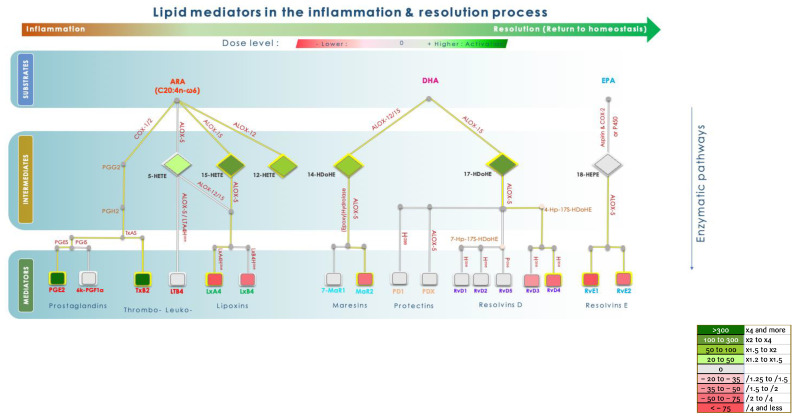 Lipid mediators in the inflammation & resolution process
Inflammation
Resolution (Return to homeostasis)
Dose level :
Lower :
0
+ Higher: Activat
SUBSTRATES
ARA
(C20:4n-ω6)
DHA
EPA
COX-1/2
ALOX-5
ALOX-15
ALOX-12
ALOX-12/15
ALOX-15
Aspirin & COX-2
or P450
Enzymatic pathways
INTERMEDIATES
PGG2
5-HETE
15-HETE
12-HETE
14-HDoHE
17-HDoHE
18-HEPE
ALOX-12/15
ALOX-5
ALOX-5
ALOX-5
ALOX-5
PGH2
ALOX-5/LTA4H
(Epox)Hydrolase
4-Hp-17S-HDoHE
TxAS
7-Hp-17S-HDoHE
PGES
PGIS
LxA4H
LxB4H
ALOX-5
MEDIATORS
PGE2
6k-PGF1α
TxB2
LTB4
LxA4
LxB4
7-MaR1
MaR2
PD1
PDX
RvD1
RvD2
RvD5
RvD3
RvD4
RvE1
RvE2
Prostaglandins
Thrombo-
Leuko-
Lipoxins
Maresins
Protectins
Resolvins D
Resolvins E
>300 x4 and more
100 to 300 x2 to x4
50 to 100 x1.5 to x2
20 to 50 x1.2 to x1.5
0
– 20 to – 35 /1.25 to /1.5
– 35 to – 50 /1.5 to /2
– 50 to – 75 /2 to /4
< – 75 /4 and less